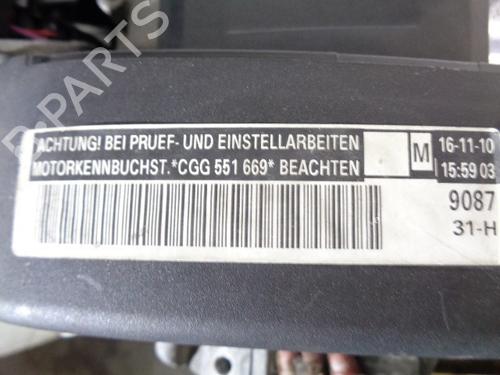 ACHTUNG! BEI PRUEF- UND EINSTELLARBEITEN
MOTORKENNBUCHST.*CGG 551 669* BEACHTEN
M
16-11-10
15:59 03
9087
31-H
B-PARTS